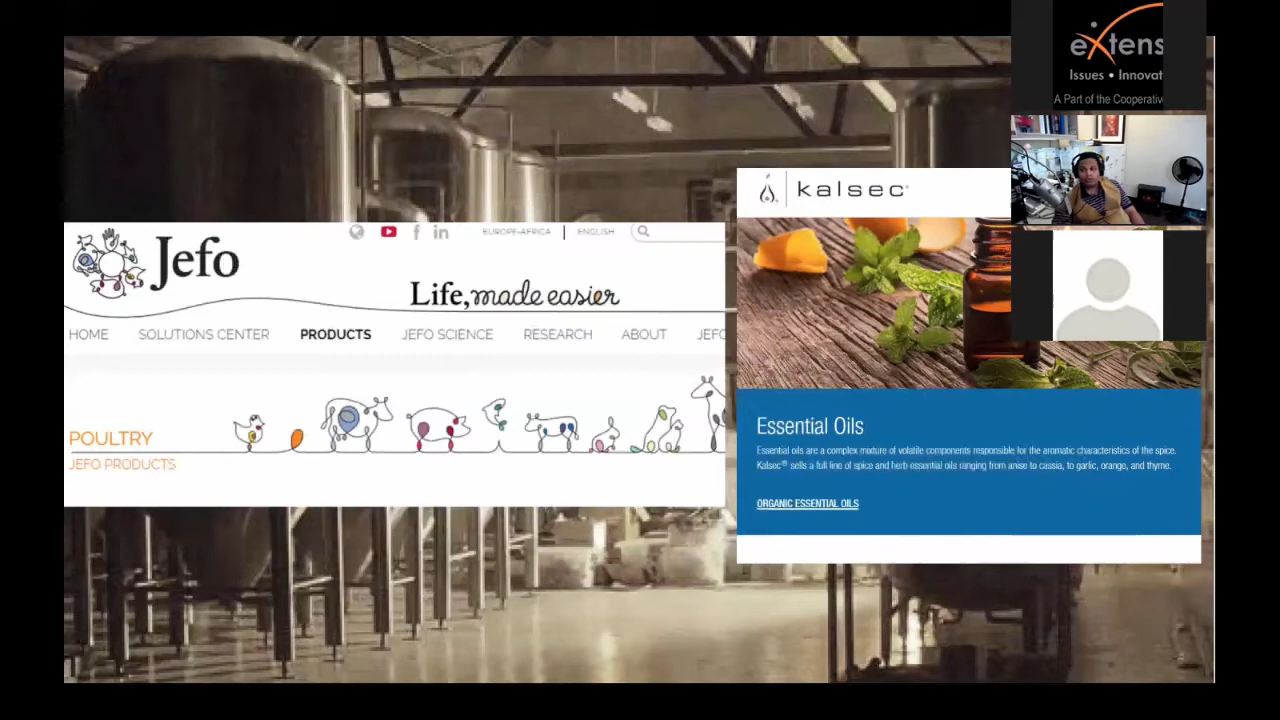 eXtens
Issues • Innovat
A Part of the Cooperativ
Jefo
EUROPE-AFRICA | ENGLISH
Life, made easier
HOME SOLUTIONS CENTER PRODUCTS JEFO SCIENCE RESEARCH ABOUT JEFO
POULTRY
JEFO PRODUCTS
kalsec®
Essential Oils
Essential oils are a complex mixture of volatile components responsible for the aromatic characteristics of the spice.
Kalsec® sells a full line of spice and herb essential oils ranging from anise to cassia, to garlic, orange, and thyme.
ORGANIC ESSENTIAL OILS